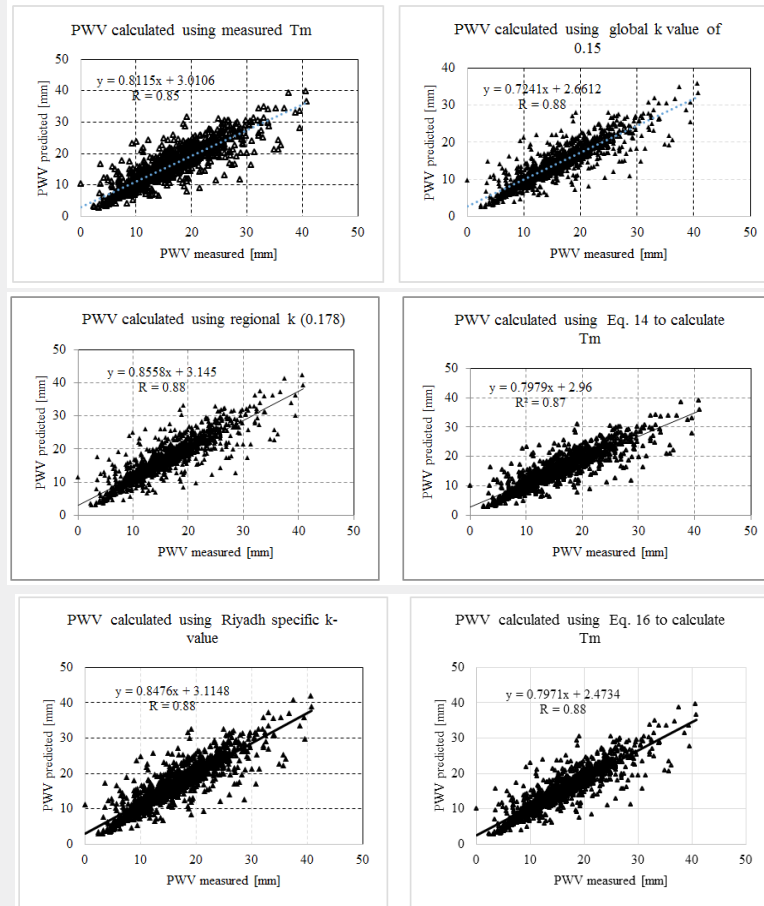 PWV calculated using measured Tm
50
40
30
20
10
0
y = 0.8115x + 3.0106
R = 0.85
PWV predicted [mm]
0 10 20 30 40 50
PWV measured [mm]
PWV calculated using global k value of
0.15
40
30
20
10
0
y = 0.7241x + 2.6612
R = 0.88
PWV predicted [mm]
0 10 20 30 40 50
PWV measured [mm]
PWV calculated using regional k (0.178)
50
40
30
20
10
0
y = 0.8558x + 3.145
R = 0.88
PWV predicted [mm]
0 10 20 30 40 50
PWV measured [mm]
PWV calculated using Eq. 14 to calculate
Tm
50
40
30
20
10
0
y = 0.7979x + 2.96
R² = 0.87
PWV predicted [mm]
0 10 20 30 40 50
PWV measured [mm]
PWV calculated using Riyadh specific k-
value
50
40
30
20
10
0
y = 0.8476x + 3.1148
R = 0.88
PWV predicted [mm]
0 10 20 30 40 50
PWV measured [mm]
PWV calculated using Eq. 16 to calculate
Tm
50
40
30
20
10
0
y = 0.7971x + 2.4734
R = 0.88
PWV predicted [mm]
0 10 20 30 40 50
PWV measured [mm]